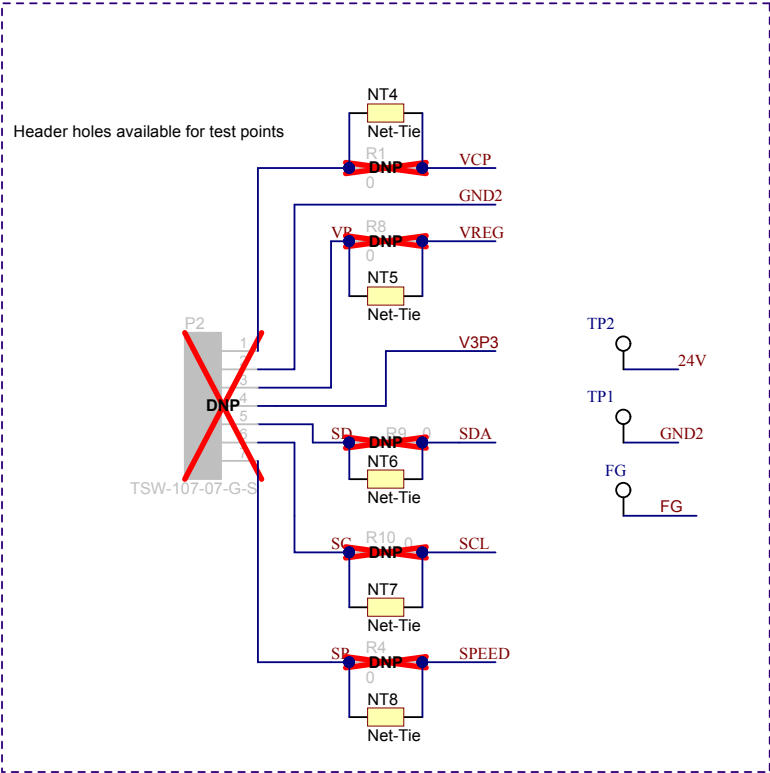 NT4
Net-Tie
Header holes available for test points
R1
DNP
0
VCP
GND2
VR
R8
DNP
0
VREG
NT5
Net-Tie
V3P3
P2
1
2
3
4
5
6
7
DNP
TSW-107-07-G-S
TP2
24V
TP1
GND2
FG
FG
SD
R9
0
DNP
SDA
NT6
Net-Tie
SC
R10
0
DNP
SCL
NT7
Net-Tie
SP
R4
DNP
0
SPEED
NT8
Net-Tie